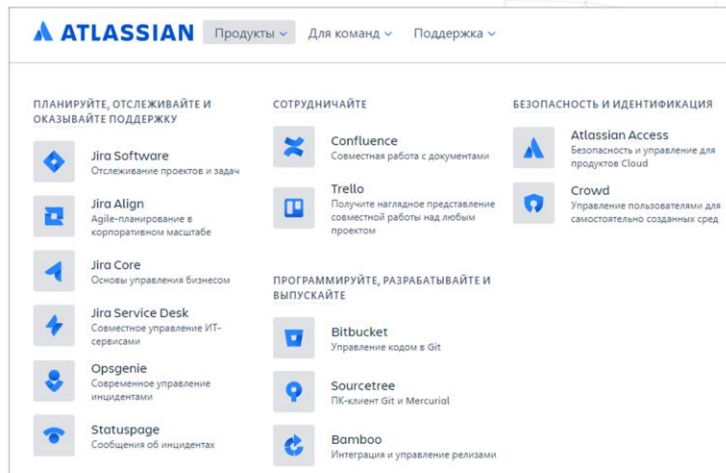 ATLASSIAN Продукты Для команд Поддержка
ПЛАНИРУЙТЕ, ОТСЛЕЖИВАЙТЕ И
ОКАЗЫВАЙТЕ ПОДДЕРЖКУ
Jira Software
Отслеживание проектов и задач
Jira Align
Agile-планирование в
корпоративном масштабе
Jira Core
Основы управления бизнесом
Jira Service Desk
Совместное управление ИТ-
сервисами
Opsgenie
Современное управление
инцидентами
Statuspage
Сообщения об инцидентах
СОТРУДНИЧАЙТЕ
Confluence
Совместная работа с документами
Trello
Получите наглядное представление
совместной работы над любым
проектом
ПРОГРАММИРУЙТЕ, РАЗРАБАТЫВАЙТЕ И
ВЫПУСКАЙТЕ
Bitbucket
Управление кодом в Git
Sourcetree
ПК-клиент Git и Mercurial
Bamboo
Интеграция и управление релизами
БЕЗОПАСНОСТЬ И ИДЕНТИФИКАЦИЯ
Atlassian Access
Безопасность и управление для
продуктов Cloud
Crowd
Управление пользователями для
самостоятельно созданных сред